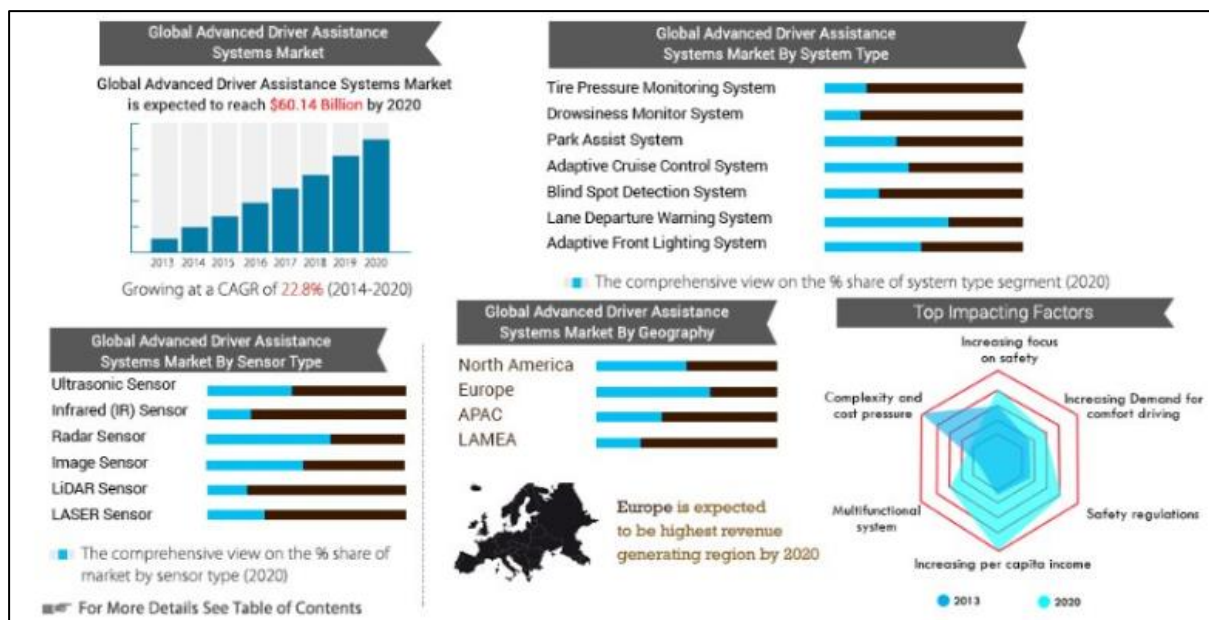 Global Advanced Driver Assistance
Systems Market
Global Advanced Driver Assistance Systems Market
is expected to reach $60.14 Billion by 2020
2013 2014 2015 2016 2017 2018 2019 2020
Growing at a CAGR of 22.8% (2014-2020)
Global Advanced Driver Assistance
Systems Market By System Type
Tire Pressure Monitoring System
Drowsiness Monitor System
Park Assist System
Adaptive Cruise Control System
Blind Spot Detection System
Lane Departure Warning System
Adaptive Front Lighting System
The comprehensive view on the % share of system type segment (2020)
Global Advanced Driver Assistance
Systems Market By Sensor Type
Ultrasonic Sensor
Infrared (IR) Sensor
Radar Sensor
Image Sensor
LiDAR Sensor
LASER Sensor
The comprehensive view on the % share of
market by sensor type (2020)
For More Details See Table of Contents
Global Advanced Driver Assistance
Systems Market By Geography
North America
Europe
APAC
LAMEA
Europe is expected
to be highest revenue
generating region by 2020
Top Impacting Factors
Increasing focus
on safety
Complexity and
cost pressure
Increasing Demand for
comfort driving
Multifunctional
system
Safety regulations
Increasing per capita income
2013
2020